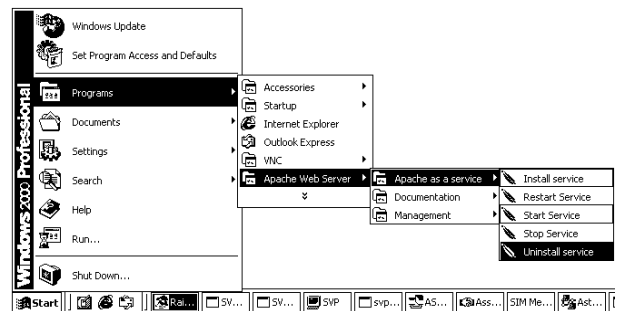 Windows 2000 Professional
Windows Update
Set Program Access and Defaults
Programs
Documents
Settings
Search
Help
Run...
Shut Down...
Accessories
Startup
Internet Explorer
Outlook Express
VNC
Apache Web Server
Apache as a service
Documentation
Management
Install service
Restart Service
Start Service
Stop Service
Uninstall service
Start
Rai...
SV...
SV...
SVP
svp...
AS...
Ass...
SIM Me...
Ast...